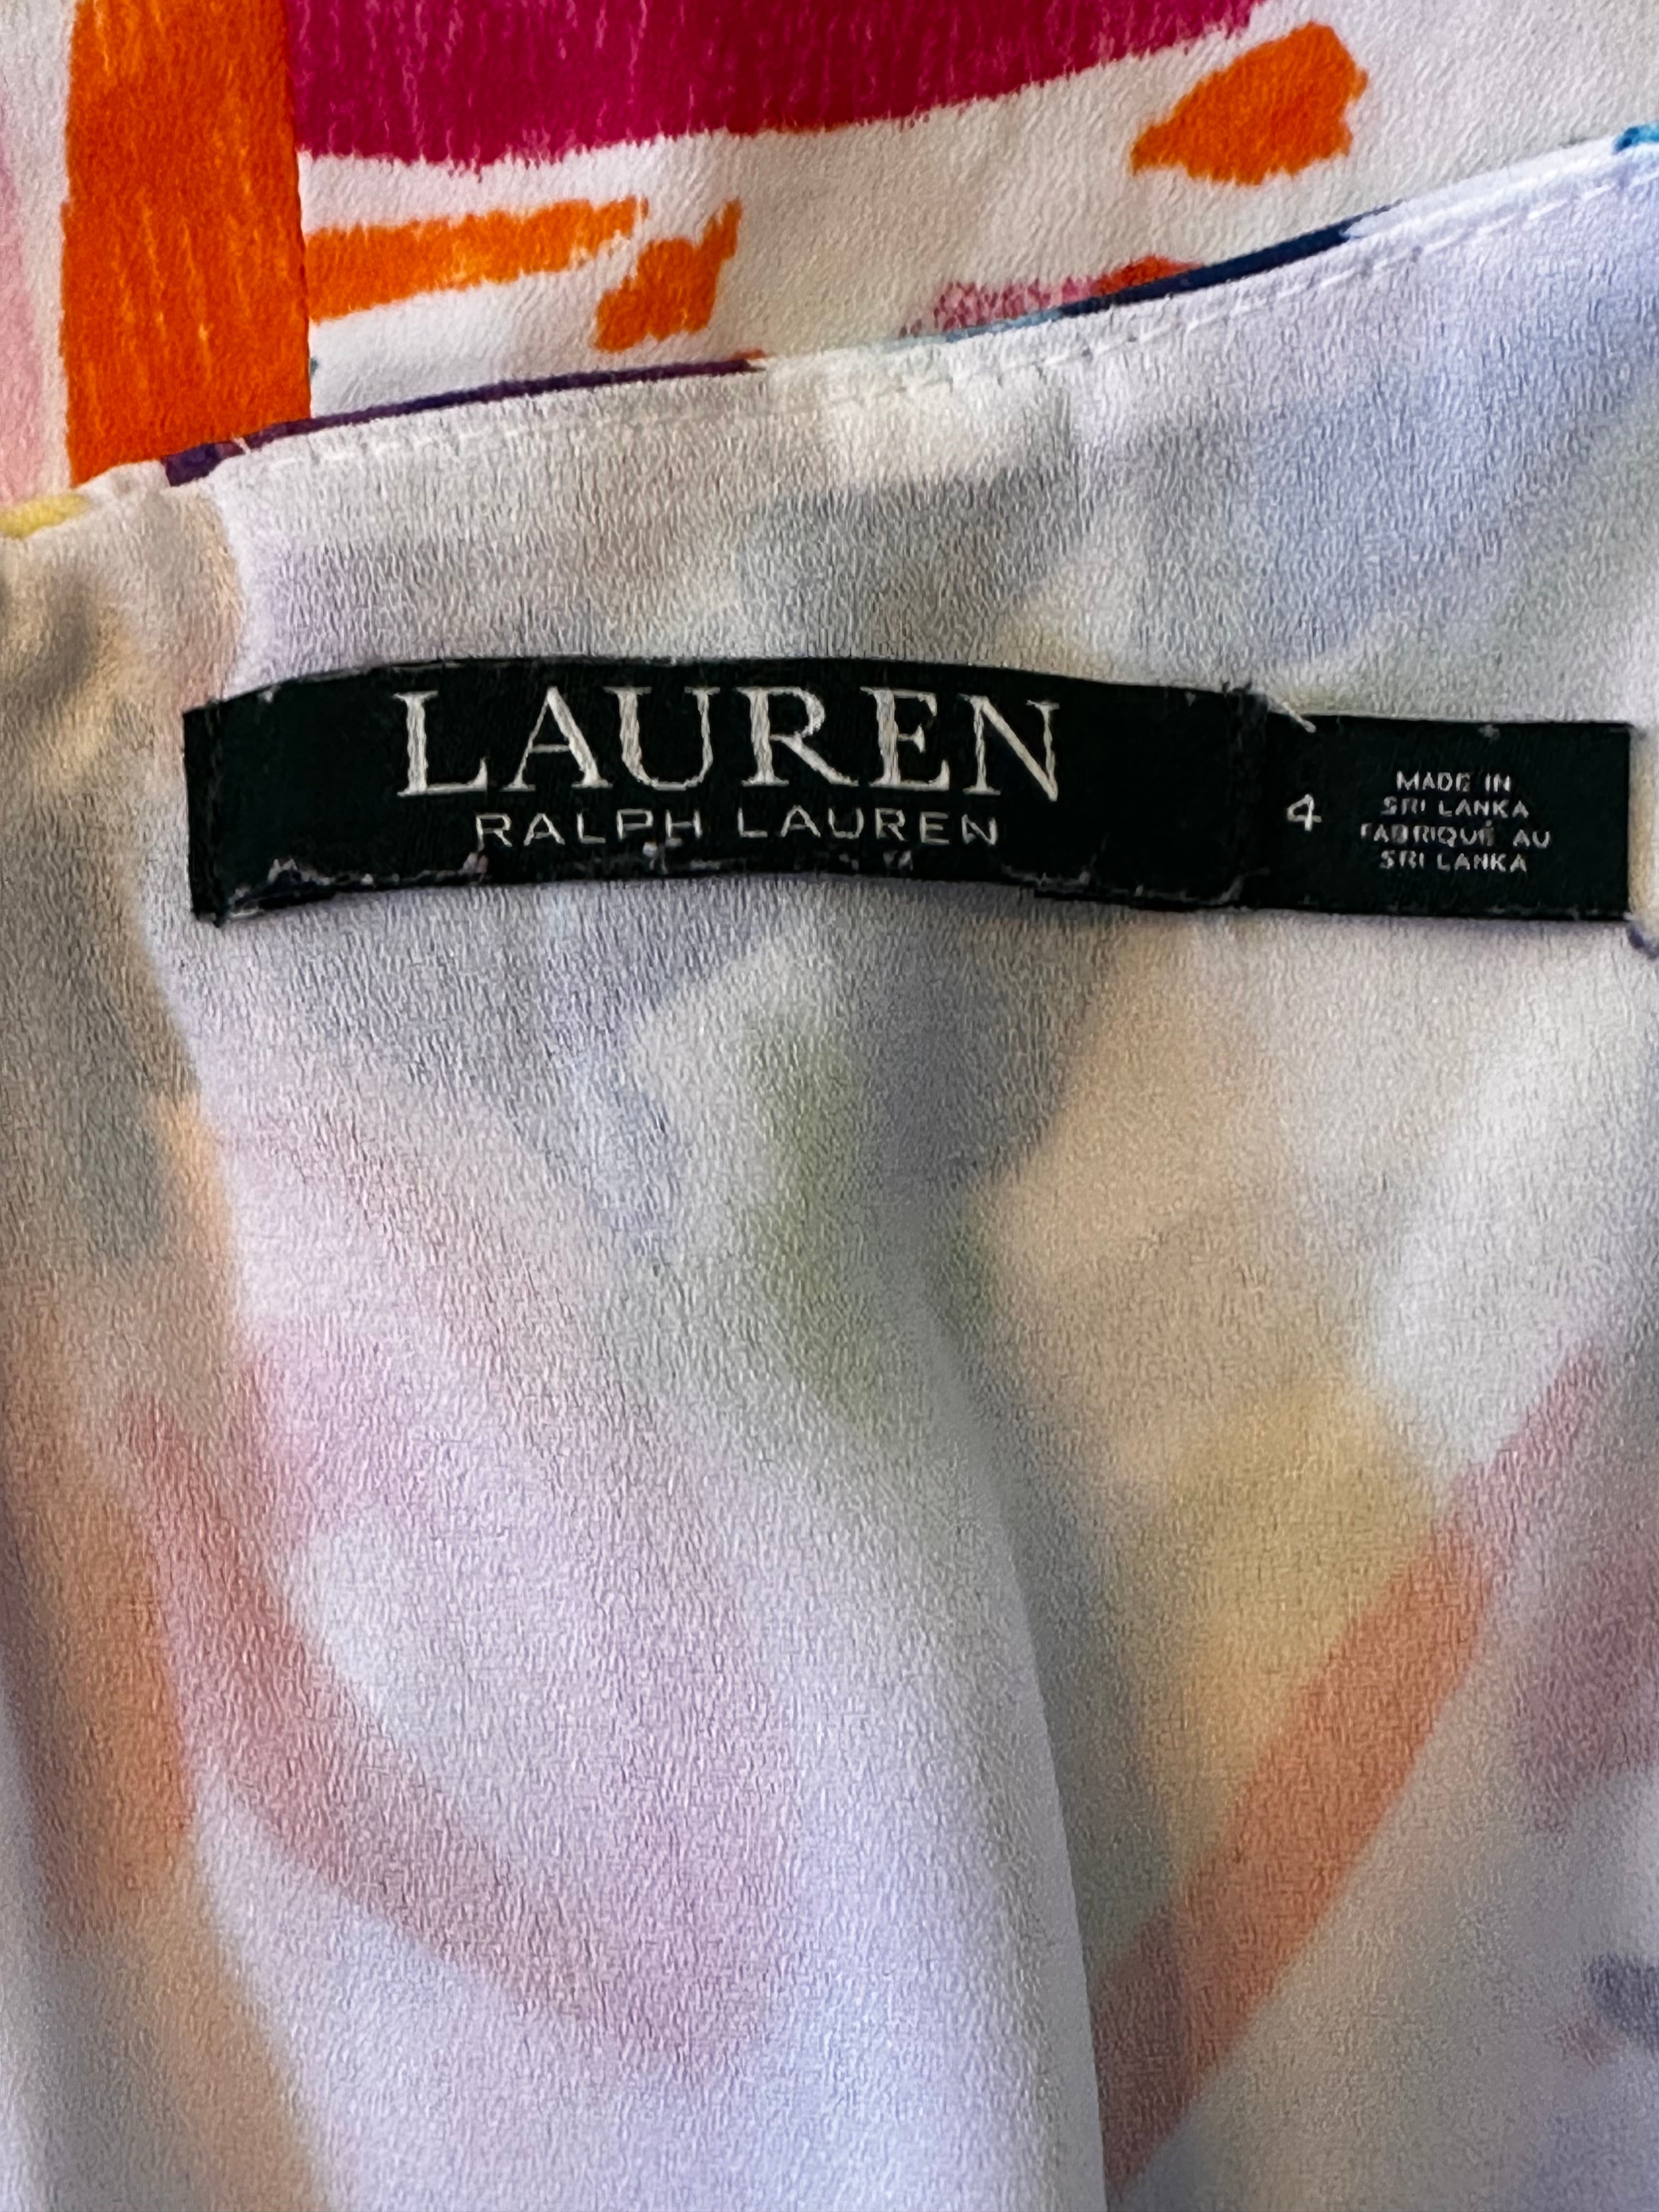 LAUREN
RALPH LAUREN
4
MADE IN
SRI LANKA
FABRIQUÉ AU
SRI LANKA